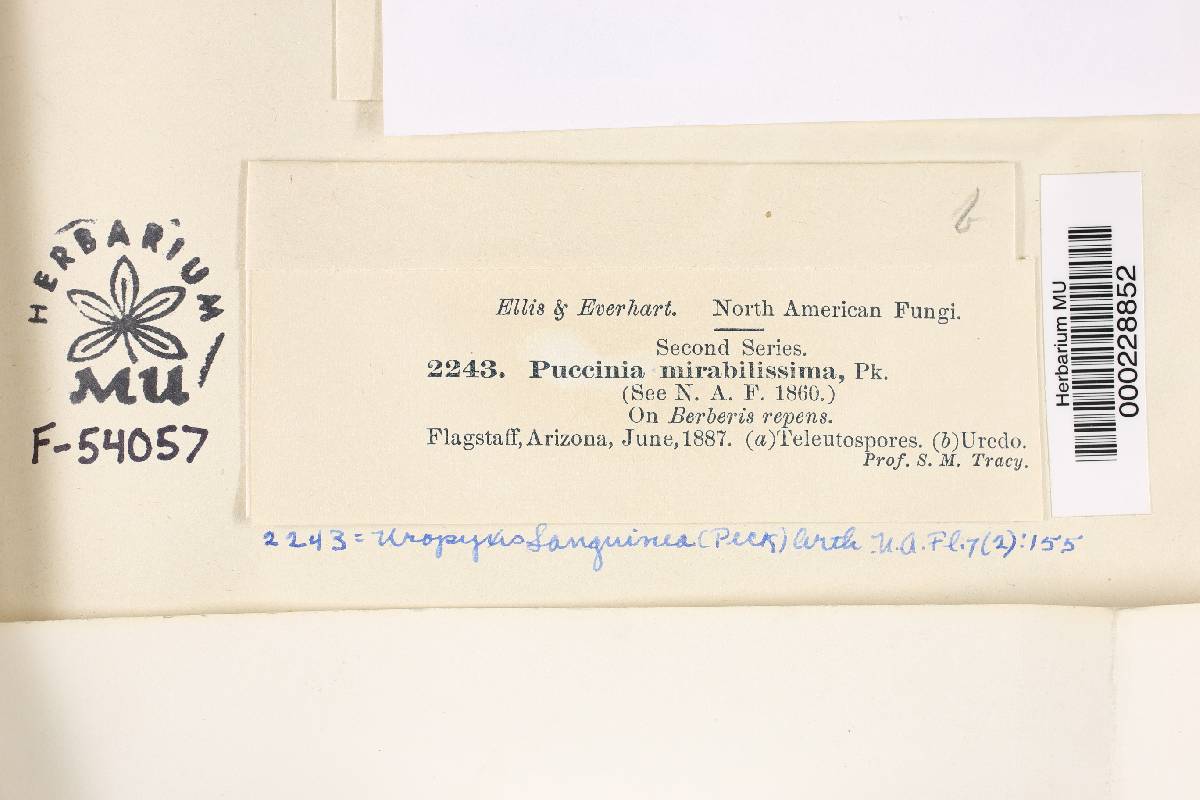 b
HERBARIUM
MU
F-54057
Ellis & Everhart. North American Fungi.
Second Series.
2243. Puccinia mirabilissima, Pk.
(See N. A. F. 1860.)
On Berberis repens.
Flagstaff, Arizona, June, 1887. (a) Teleutospores. (b) Uredo.
Prof. S. M. Tracy.
Herbarium MU
000228852
2243 = Uropyxis Sanguinea (Peck) Arth N.A.Fl.7(2):155